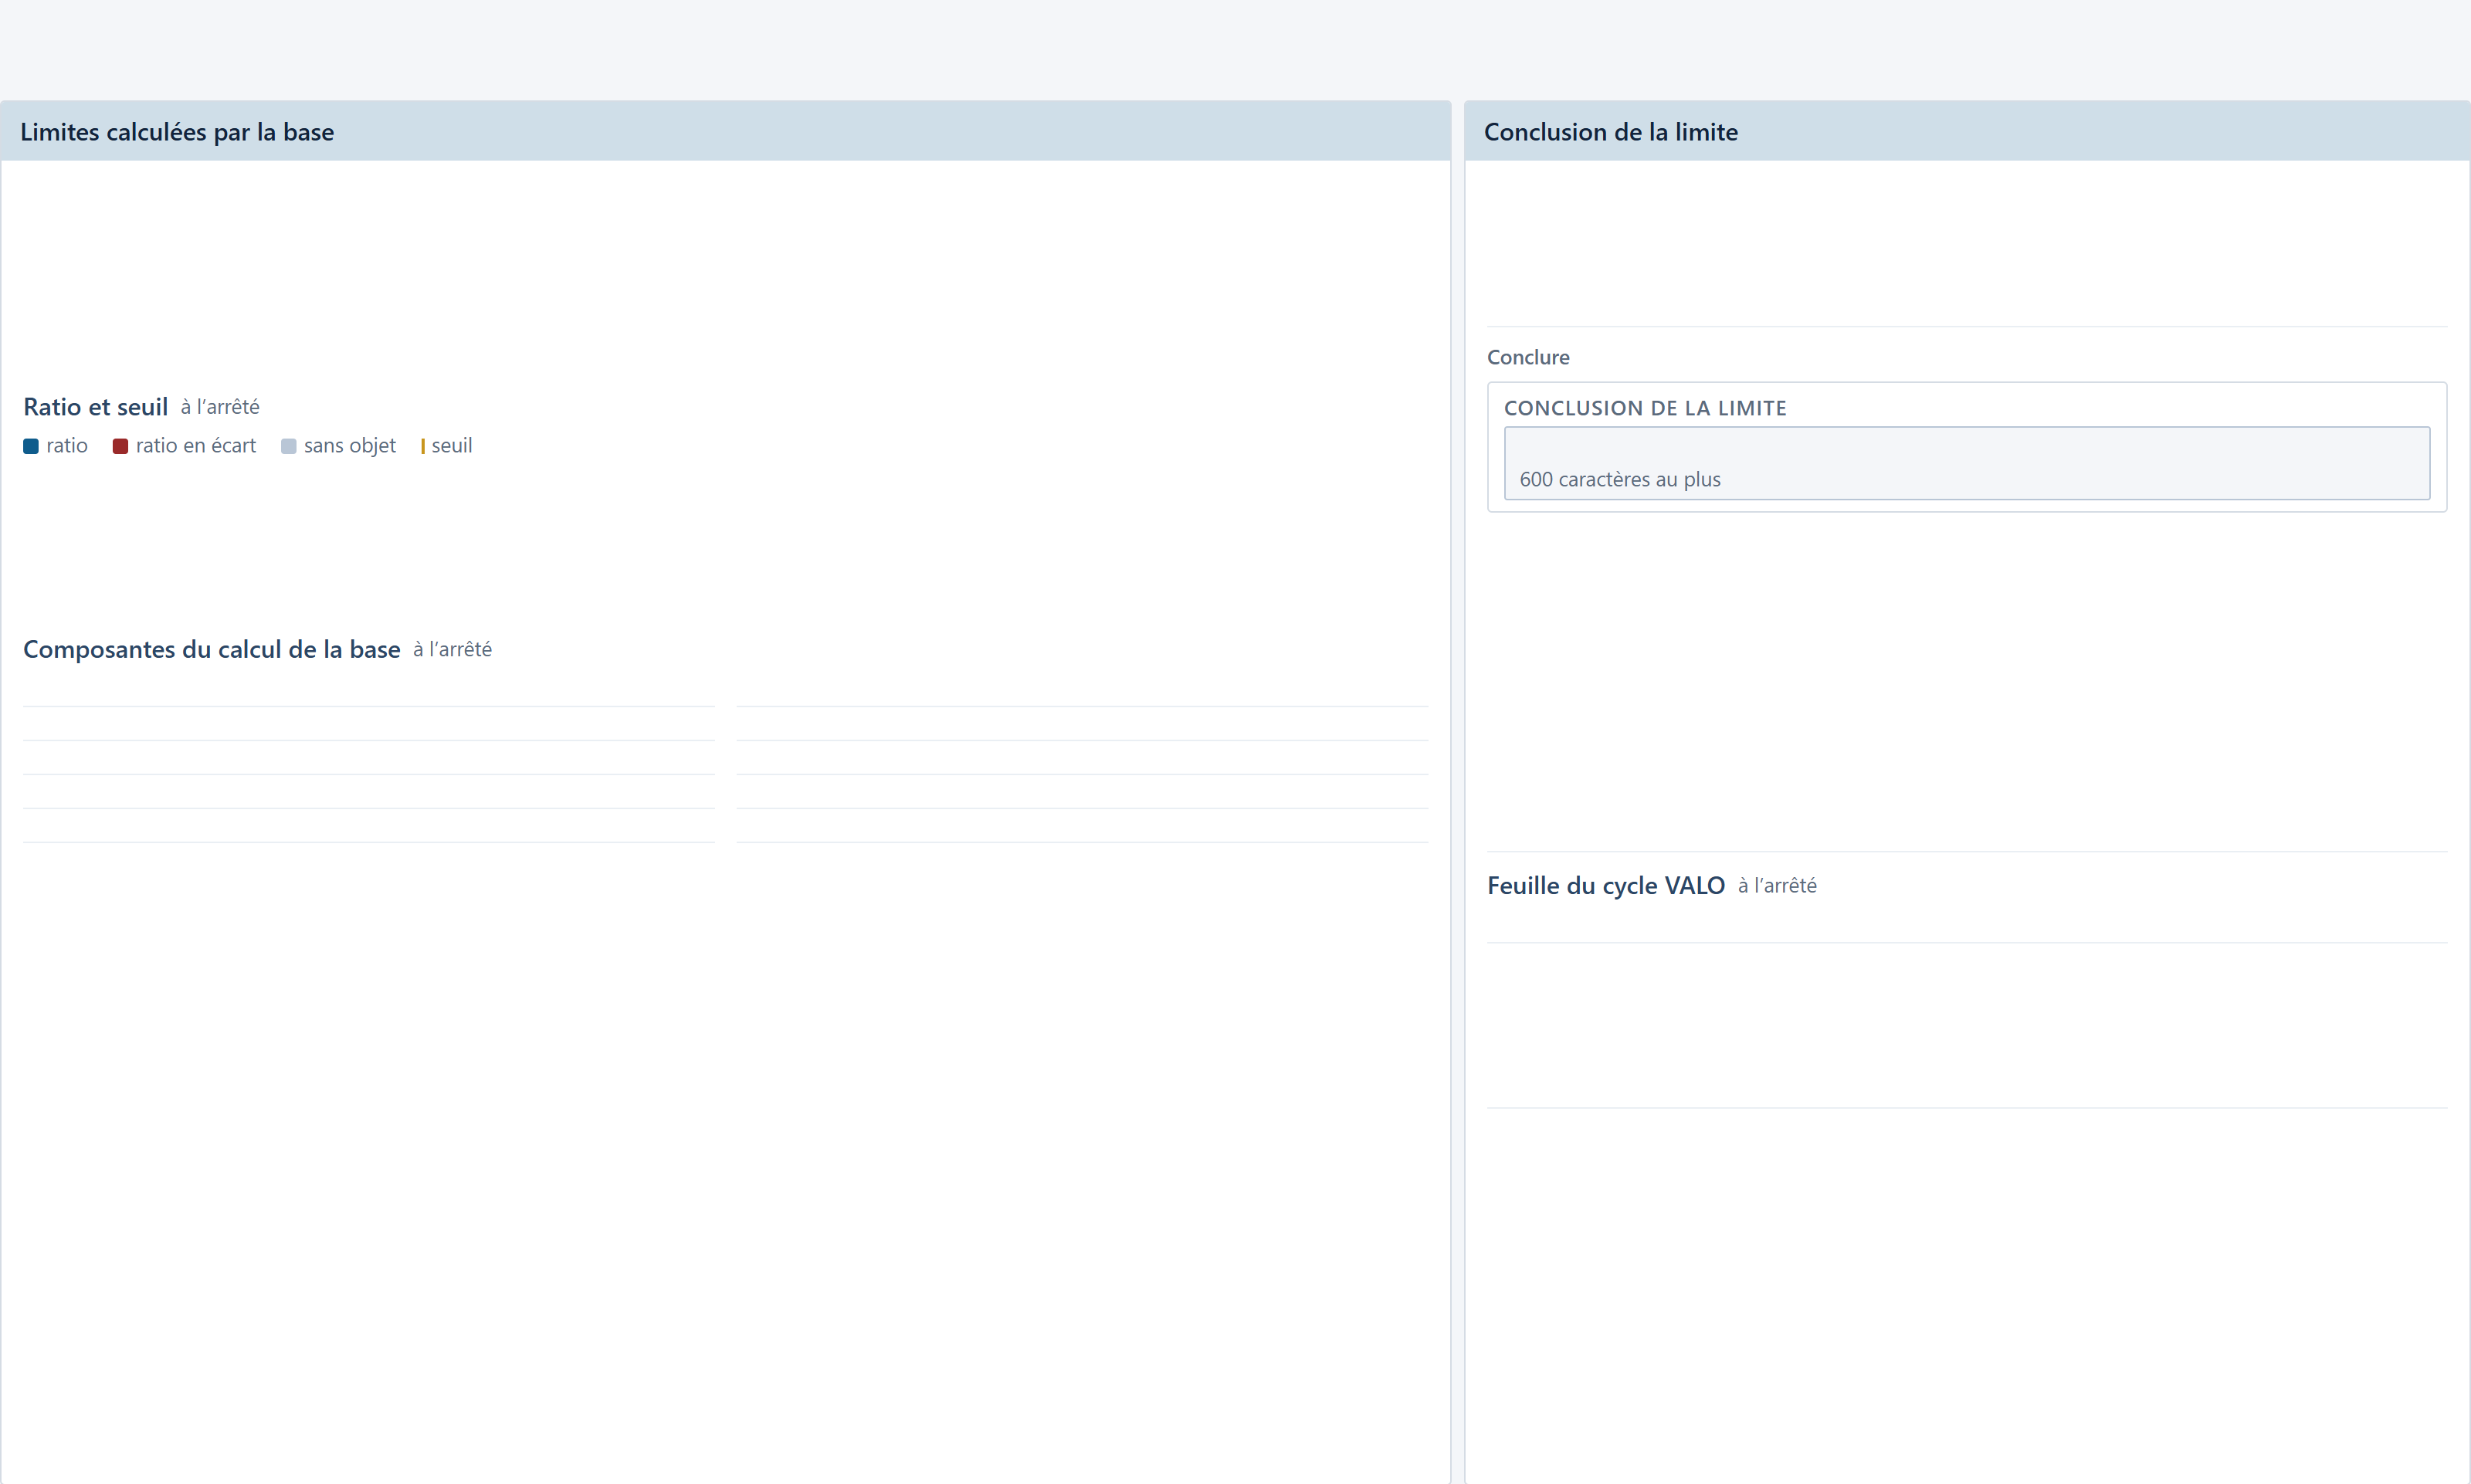 Limites calculées par la base
Ratio et seuil à l’arrêté
ratio ratio en écart sans objet seuil
Composantes du calcul de la base à l’arrêté
Conclusion de la limite
Conclure
CONCLUSION DE LA LIMITE
600 caractères au plus
Feuille du cycle VALO à l’arrêté